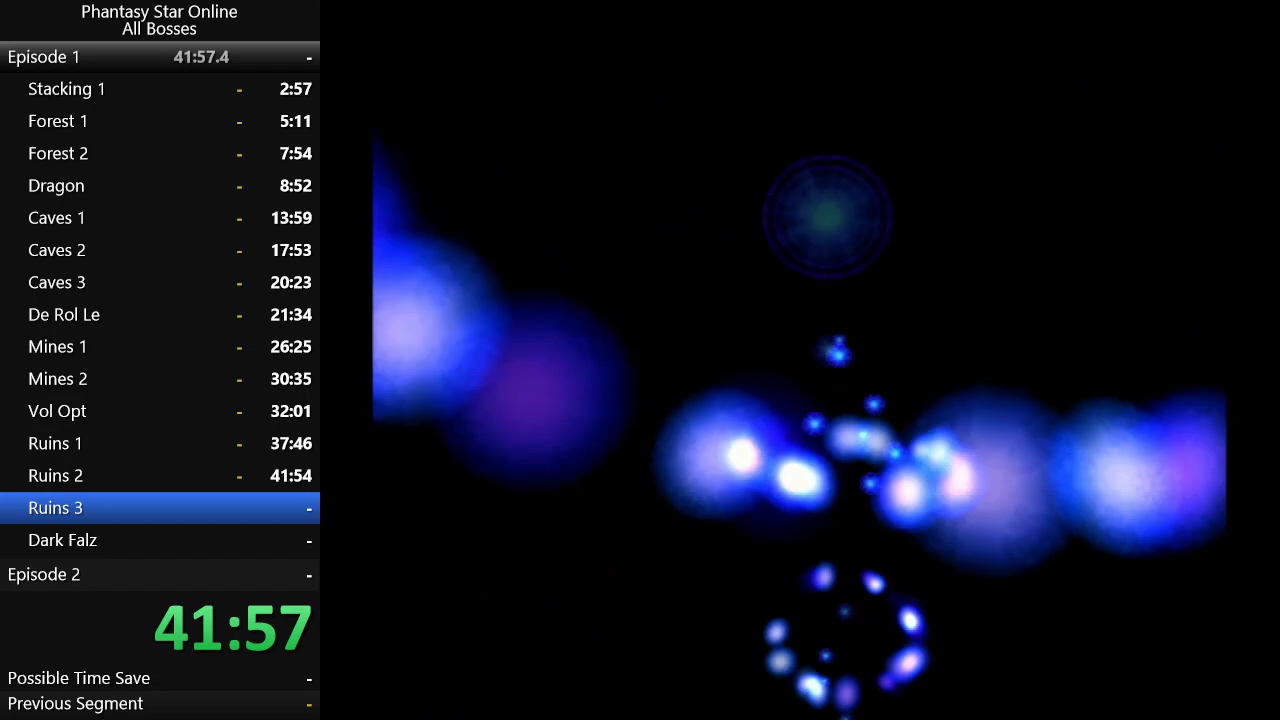 Phantasy Star Online
All Bosses
Episode 1 41:57.4 -
Stacking 1 - 2:57
Forest 1 - 5:11
Forest 2 - 7:54
Dragon - 8:52
Caves 1 - 13:59
Caves 2 - 17:53
Caves 3 - 20:23
De Rol Le - 21:34
Mines 1 - 26:25
Mines 2 - 30:35
Vol Opt - 32:01
Ruins 1 - 37:46
Ruins 2 - 41:54
Ruins 3 -
Dark Falz -
Episode 2 -
41:57
Possible Time Save -
Previous Segment -